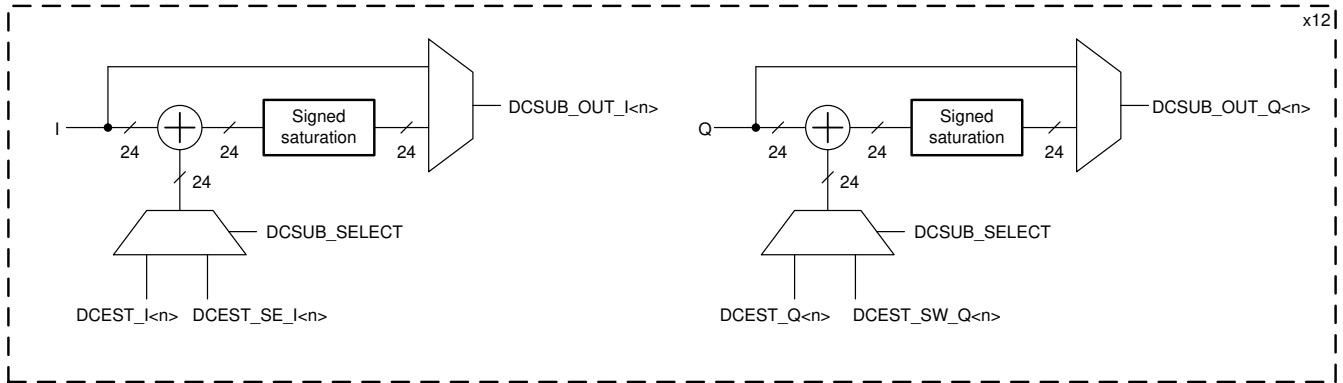 x12
I
24
24
Signed
saturation
24
DCSUB_OUT_I<n>
24
DCSUB_SELECT
DCEST_I<n>
DCEST_SE_I<n>
Q
24
24
Signed
saturation
24
DCSUB_OUT_Q<n>
24
DCSUB_SELECT
DCEST_Q<n>
DCEST_SW_Q<n>